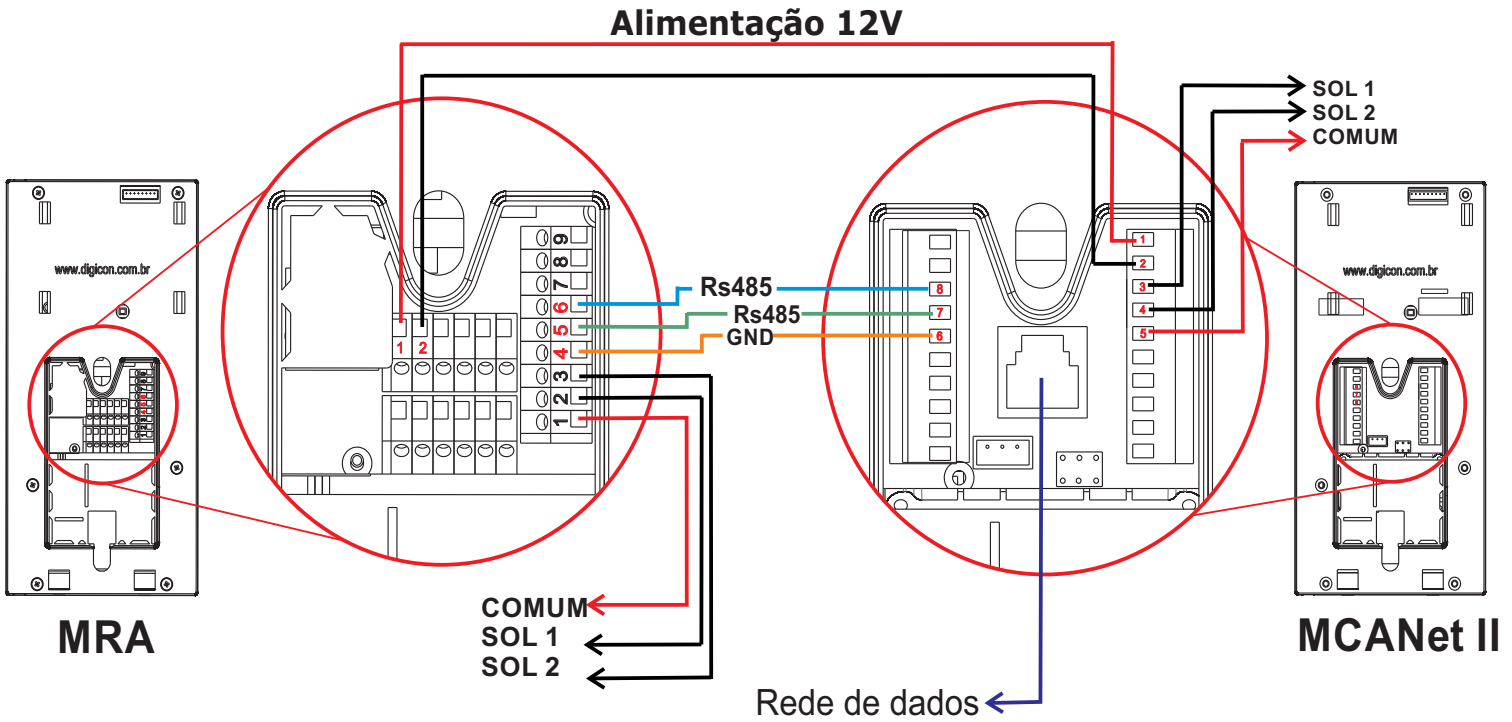 Alimentação 12V
SOL 1
SOL 2
COMUM
www.digicon.com.br
9
8
7
6
5
4
3
2
1
1 2
Rs485
Rs485
GND
8
7
6
1
2
3
4
5
www.digicon.com.br
COMUM
SOL 1
SOL 2
MRA
MCANet II
Rede de dados